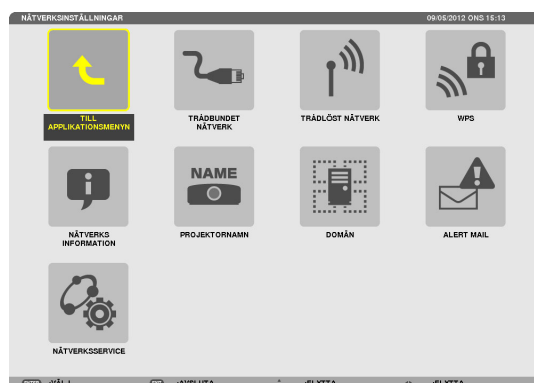 NÄTVERKSINSTÄLLNINGAR 09/05/2012 ONS 15:13
TILL
APPLIKATIONSMENYN
TRÅDBUNDET
NÄTVERK
TRÅDLÖST NÄTVERK
WPS
NÄTVERKS
INFORMATION
NAME
PROJEKTORNAMN
DOMÄN
ALERT MAIL
NÄTVERKSSERVICE